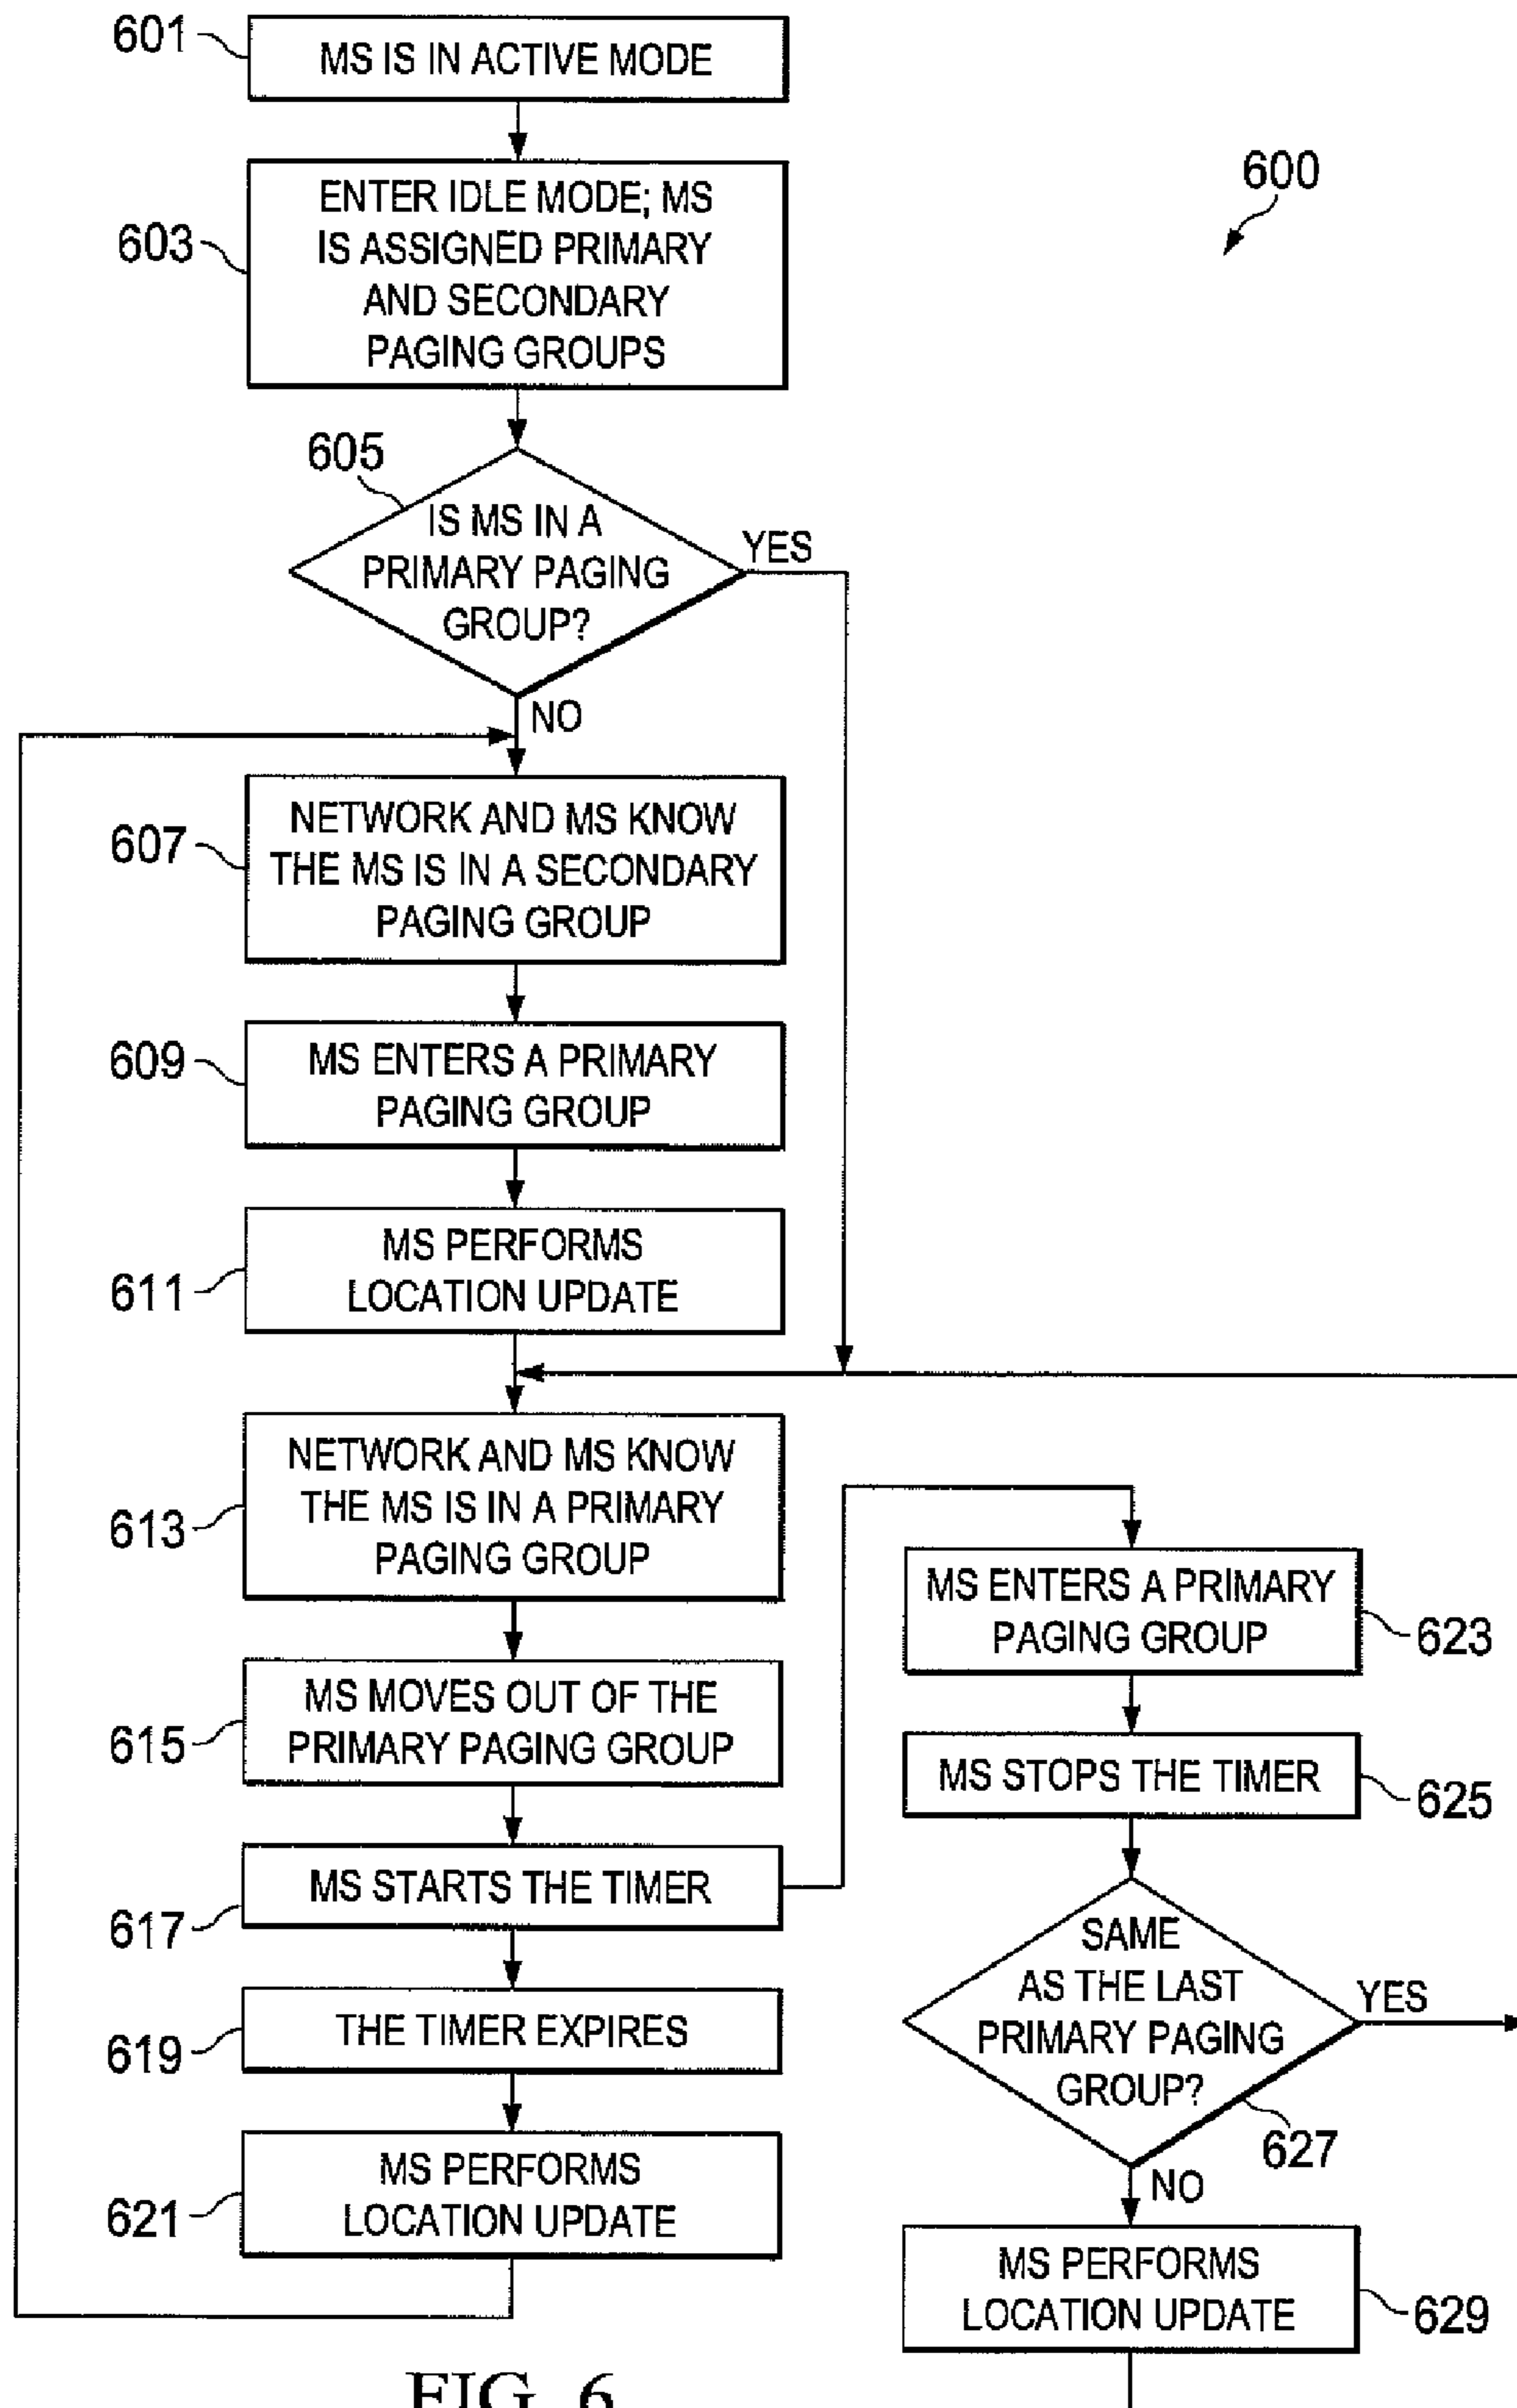 601
MS IS IN ACTIVE MODE
600
603
ENTER IDLE MODE; MS
IS ASSIGNED PRIMARY
AND SECONDARY
PAGING GROUPS
605
IS MS IN A
PRIMARY PAGING
GROUP?
YES
NO
607
NETWORK AND MS KNOW
THE MS IS IN A SECONDARY
PAGING GROUP
609
MS ENTERS A PRIMARY
PAGING GROUP
611
MS PERFORMS
LOCATION UPDATE
613
NETWORK AND MS KNOW
THE MS IS IN A PRIMARY
PAGING GROUP
615
MS MOVES OUT OF THE
PRIMARY PAGING GROUP
617
MS STARTS THE TIMER
619
THE TIMER EXPIRES
621
MS PERFORMS
LOCATION UPDATE
MS ENTERS A PRIMARY
PAGING GROUP
623
MS STOPS THE TIMER
625
SAME
AS THE LAST
PRIMARY PAGING
GROUP?
YES
627
NO
MS PERFORMS
LOCATION UPDATE
629
FIG. 6